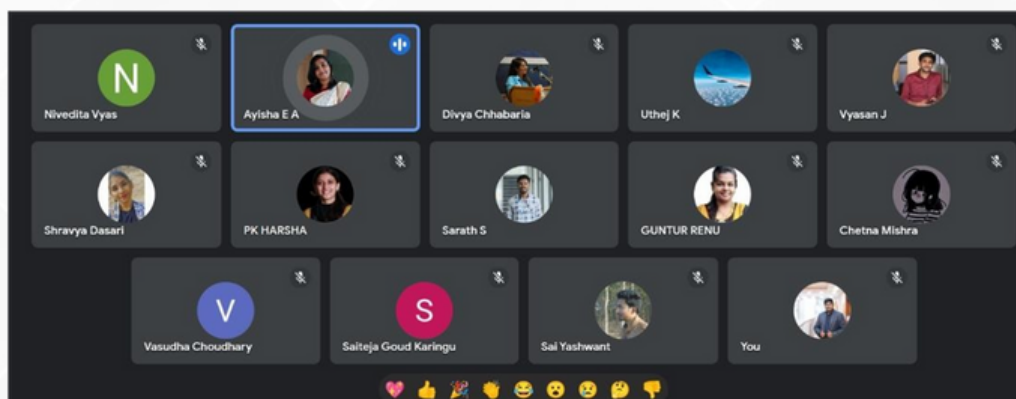 N
Nivedita Vyas
Ayisha E A
Divya Chhabaria
Uthej K
Vyasan J
Shravya Dasari
PK HARSHA
Sarath S
GUNTUR RENU
Chetna Mishra
V
Vasudha Choudhary
S
Saiteja Goud Karingu
Sai Yashwant
You